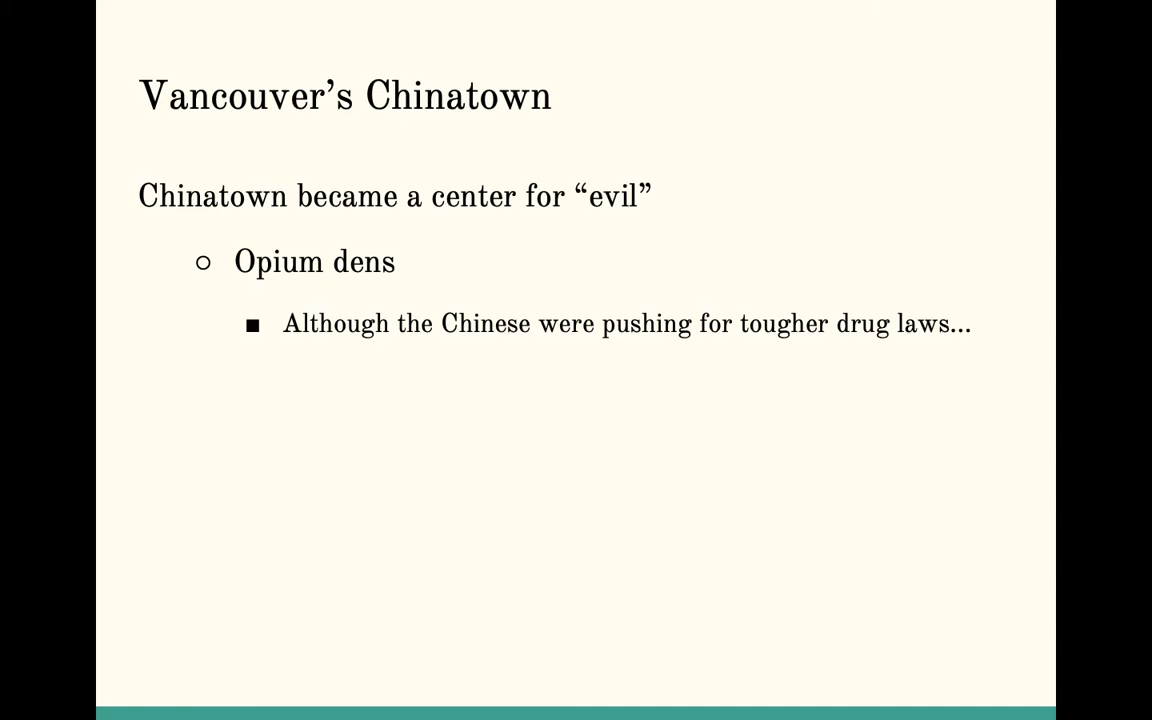 Vancouver’s Chinatown
Chinatown became a center for “evil”
○ Opium dens
■ Although the Chinese were pushing for tougher drug laws...